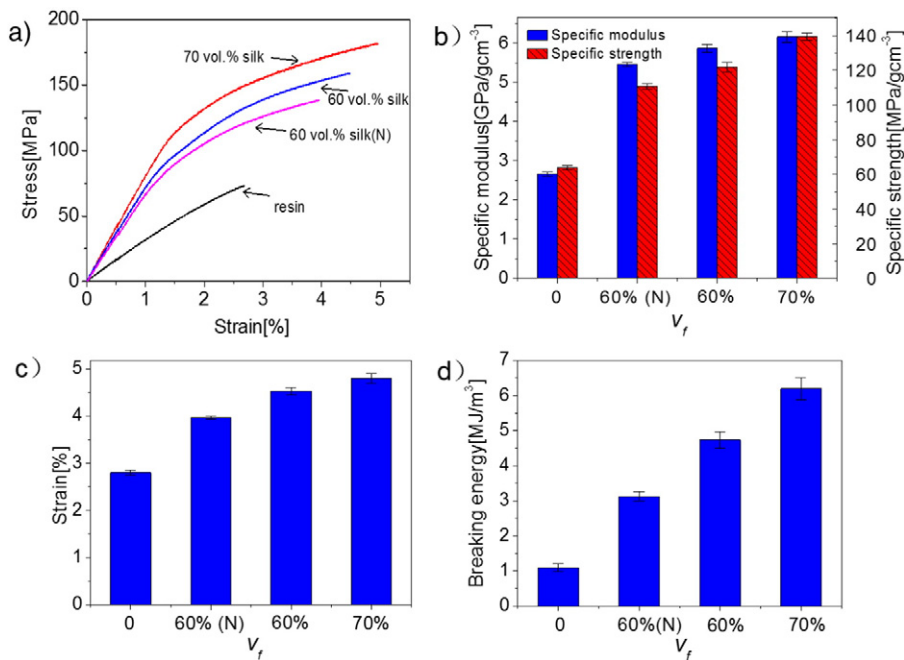 a)
Stress[MPa]
200
150
100
50
0
70 vol.% silk
60 vol.% silk
60 vol.% silk(N)
resin
0 1 2 3 4 5
Strain[%]
b)
Specific modulus[GPa/gcm⁻³]
6
5
4
3
2
1
0
Specific modulus
Specific strength
140
120
100
80
60
40
20
0
Specific strength[MPa/gcm⁻³]
0 60% (N) 60% 70%
V_f
c)
Strain[%]
5
4
3
2
1
0
0 60% (N) 60% 70%
V_f
d)
Breaking energy[MJ/m³]
7
6
5
4
3
2
1
0
0 60%(N) 60% 70%
V_f